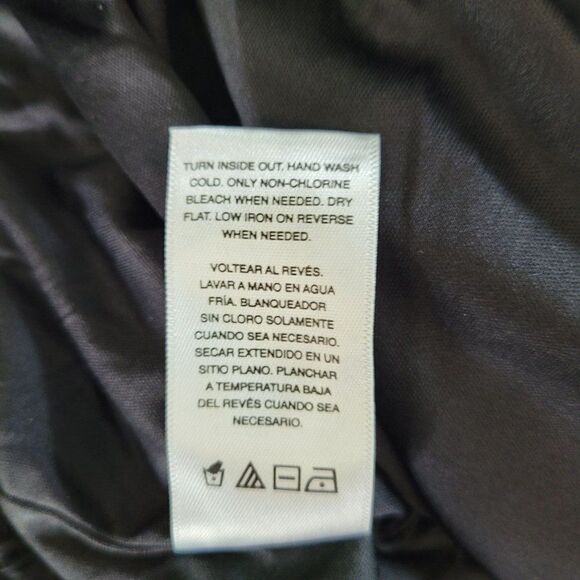 TURN INSIDE OUT. HAND WASH
COLD. ONLY NON-CHLORINE
BLEACH WHEN NEEDED. DRY
FLAT. LOW IRON ON REVERSE
WHEN NEEDED.
VOLTEAR AL REVÉS.
LAVAR A MANO EN AGUA
FRÍA. BLANQUEADOR
SIN CLORO SOLAMENTE
CUANDO SEA NECESARIO.
SECAR EXTENDIDO EN UN
SITIO PLANO. PLANCHAR
A TEMPERATURA BAJA
DEL REVÉS CUANDO SEA
NECESARIO.